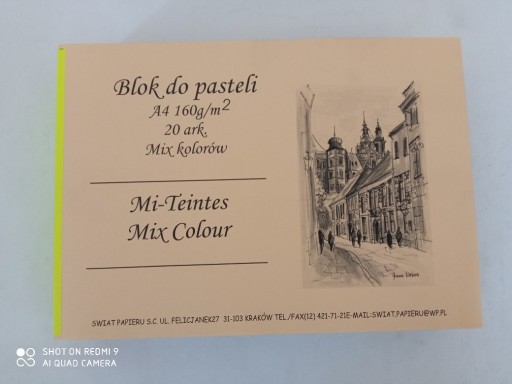 Blok do pasteli
A4 160g/m2
20 ark.
Mix kolorów
Mi-Teintes
Mix Colour
SWIAT PAPIERU S.C. UL. FELICJANEK27 31-103 KRAKÓW TEL./FAX(12) 421-71-21E-MAIL:SWIAT.PAPIERU@WP.PL
SHOT ON REDMI 9
AI QUAD CAMERA